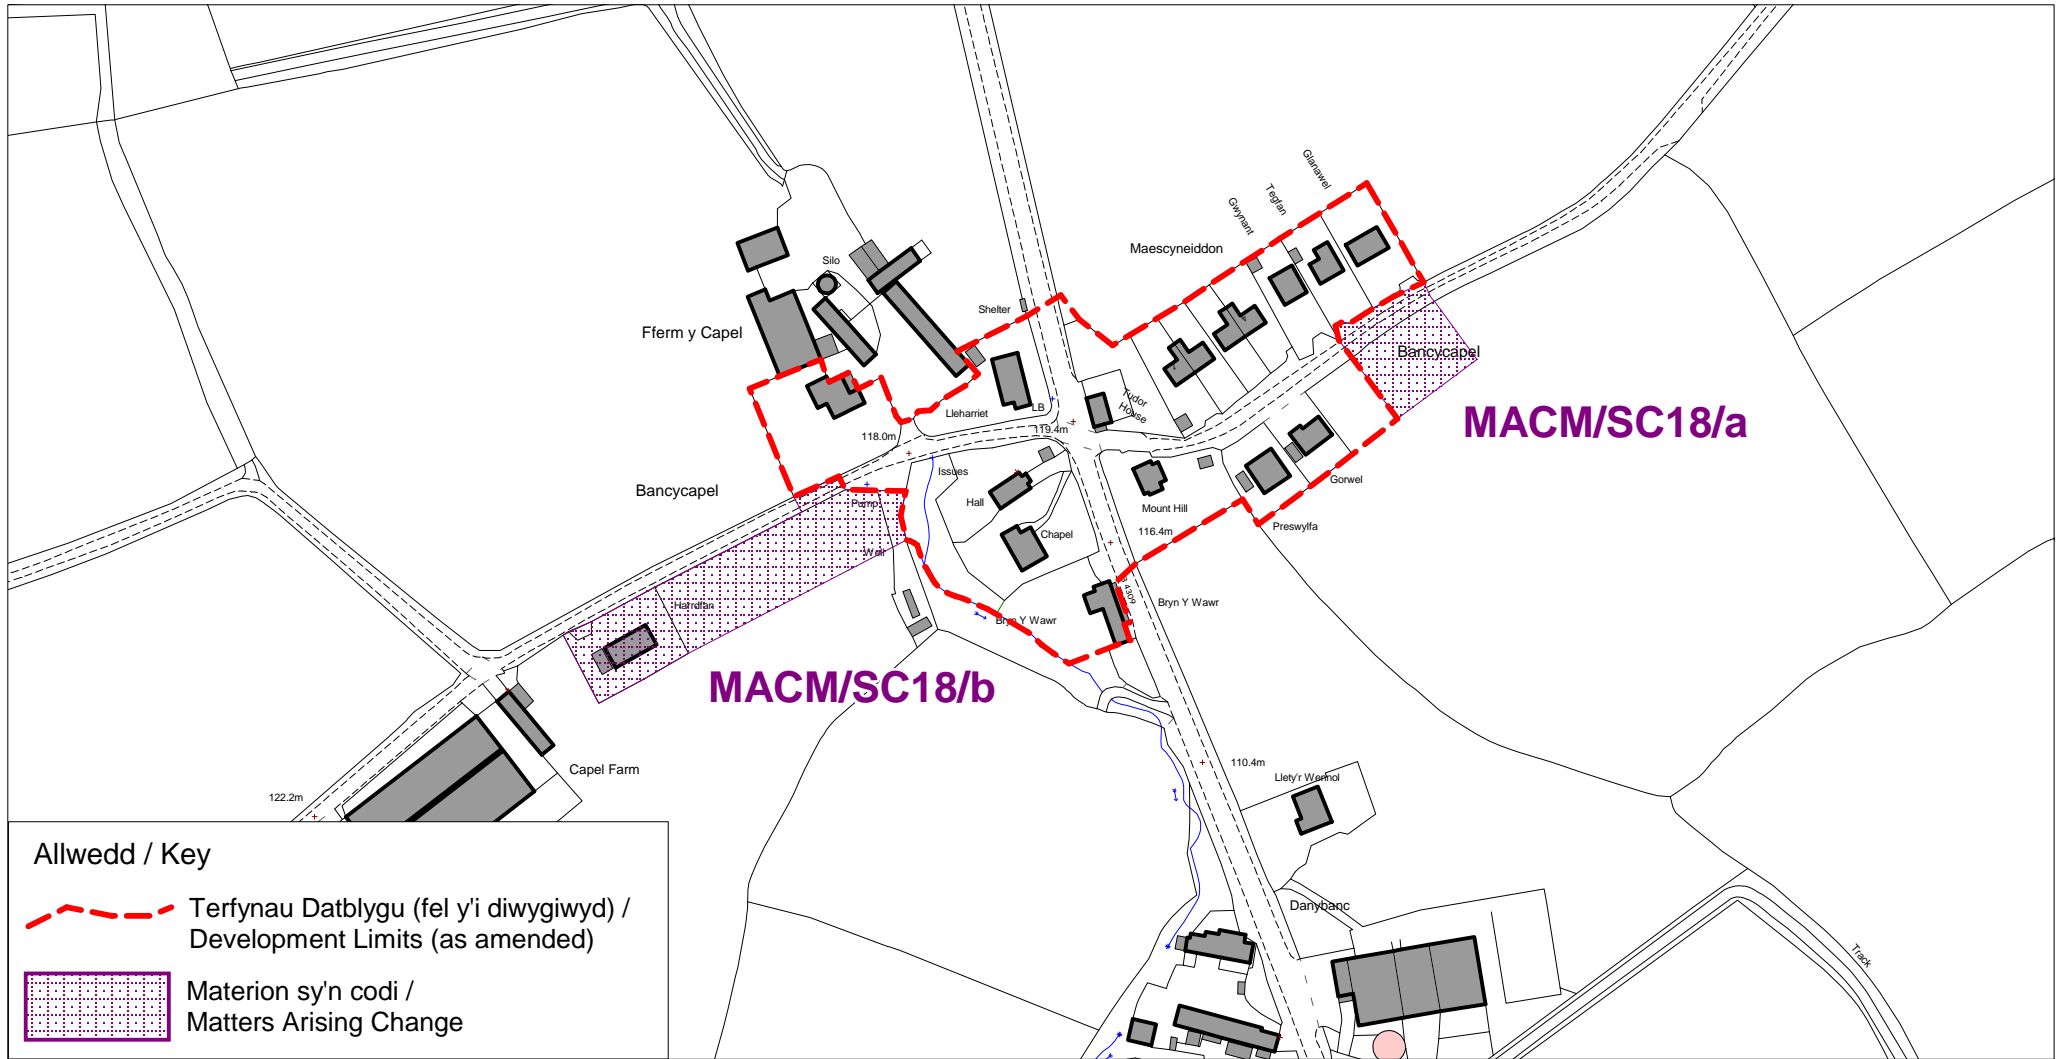 Glanawel
Tegfan
Gwynant
Maescyneiddon
Silo
Shelter
Fferm y Capel
Bancycapel
Tudor
House
MACM/SC18/a
Lleharriet
LB
119.4m
118.0m
Issues
Hall
Gorwel
Bancycapel
Pump
Mount Hill
Preswylfa
Chapel
116.4m
Well
Harddfan
B 4309
Bryn Y Wawr
Bryn Y Wawr
MACM/SC18/b
Capel Farm
110.4m
Llety'r Wennol
122.2m
Danybanc
Track
Allwedd / Key
Terfynau Datblygu (fel y'i diwygiwyd) /
Development Limits (as amended)
Materion sy'n codi /
Matters Arising Change